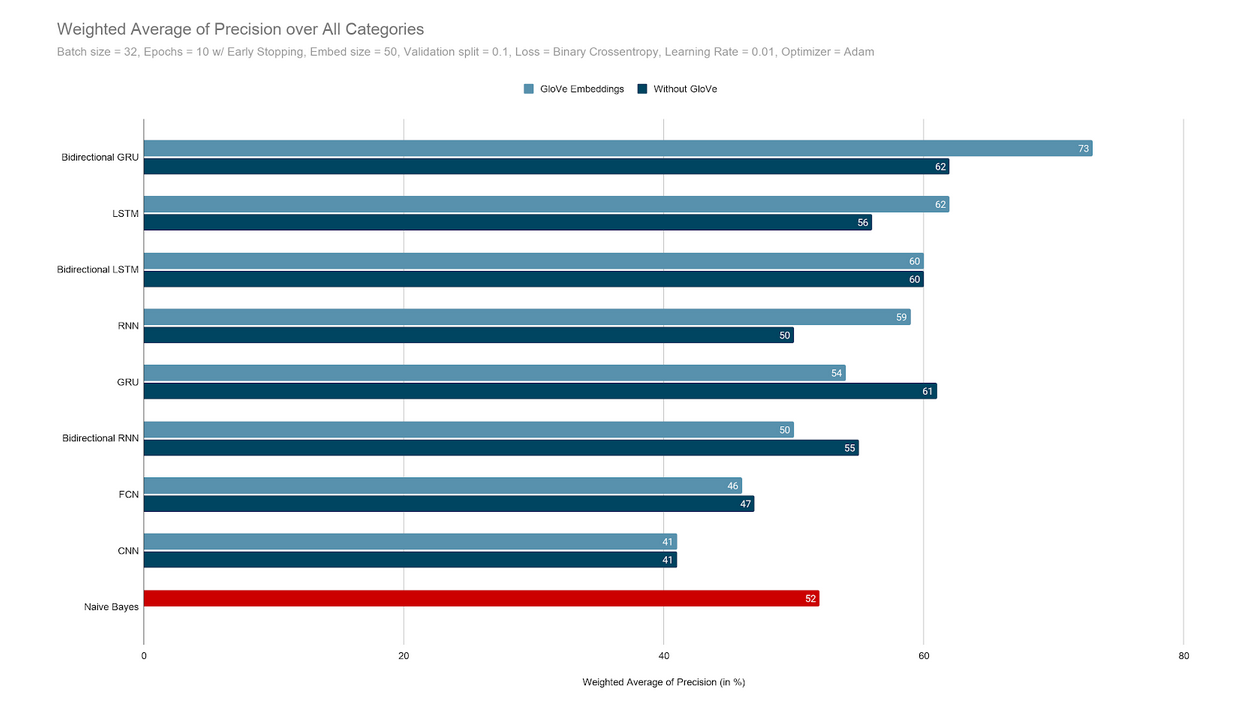 Weighted Average of Precision over All Categories
Batch size = 32, Epochs = 10 w/ Early Stopping, Embed size = 50, Validation split = 0.1, Loss = Binary Crossentropy, Learning Rate = 0.01, Optimizer = Adam
GloVe Embeddings Without GloVe
Bidirectional GRU 73
62
LSTM 62
56
Bidirectional LSTM 60
60
RNN 59
50
GRU 54
61
Bidirectional RNN 50
55
FCN 46
47
CNN 41
41
Naive Bayes 52
0 20 40 60 80
Weighted Average of Precision (in %)